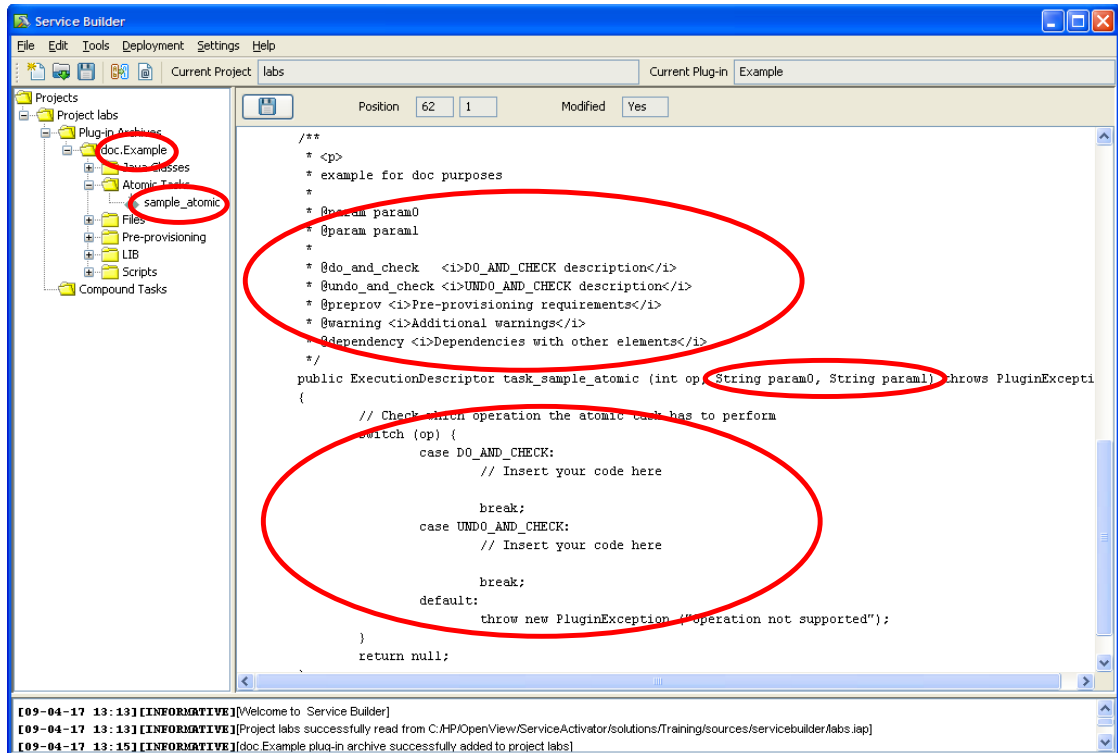 Service Builder
File Edit Tools Deployment Settings Help
Current Project labs Current Plug-in Example
Projects
Project labs
Plug-in Archives
doc.Example
Java Classes
Atomic Tasks
sample_atomic
Files
Pre-provisioning
LIB
Scripts
Compound Tasks
Position 62 1 Modified Yes
/**
* <p>
* example for doc purposes
*
* @param param0
* @param param1
*
* @do_and_check <i>DO_AND_CHECK description</i>
* @undo_and_check <i>UNDO_AND_CHECK description</i>
* @preprov <i>Pre-provisioning requirements</i>
* @warning <i>Additional warnings</i>
* @dependency <i>Dependencies with other elements</i>
*/
public ExecutionDescriptor task_sample_atomic (int op, String param0, String param1) throws PluginExcepti
{
// Check which operation the atomic task has to perform
switch (op) {
case DO_AND_CHECK:
// Insert your code here
break;
case UNDO_AND_CHECK:
// Insert your code here
break;
default:
throw new PluginException ("Operation not supported");
}
return null;
[09-04-17 13:13][INFORMATIVE][Welcome to Service Builder]
[09-04-17 13:13][INFORMATIVE][Project labs successfully read from C:/HP/OpenView/ServiceActivator/solutions/Training/sources/servicebuilder/labs.iap]
[09-04-17 13:15][INFORMATIVE][doc.Example plug-in archive successfully added to project labs]